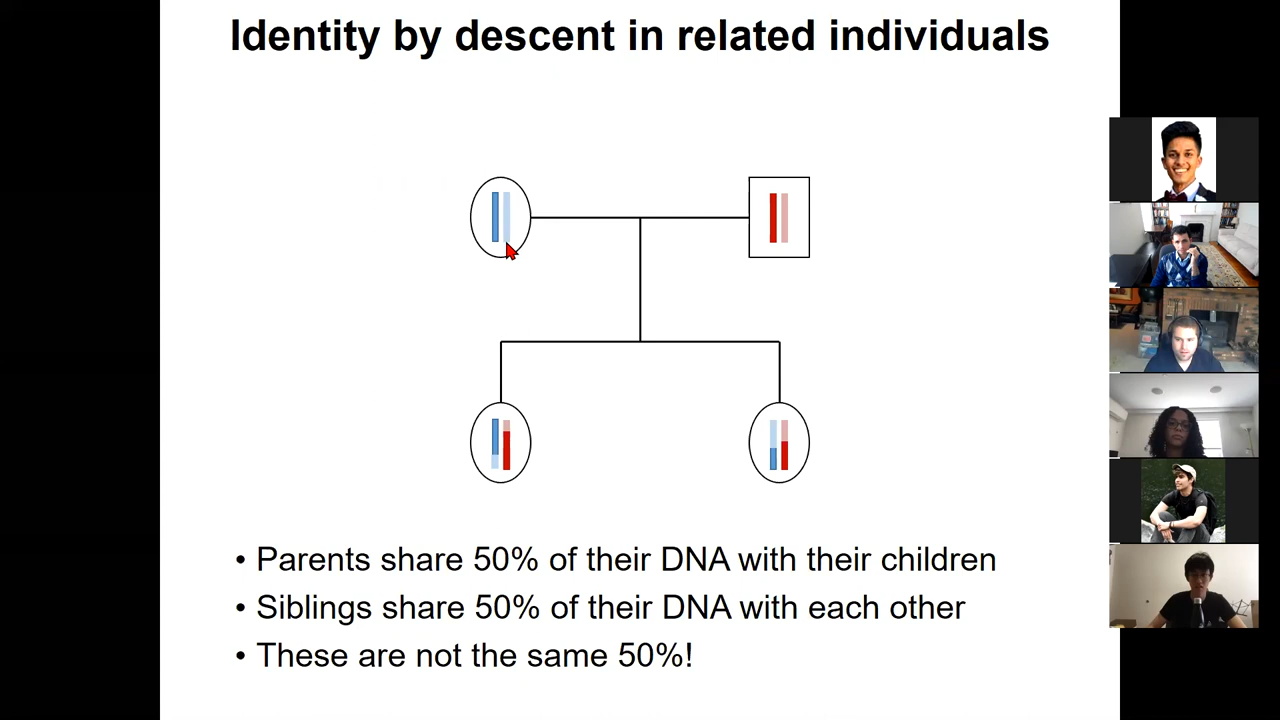 Identity by descent in related individuals
• Parents share 50% of their DNA with their children
• Siblings share 50% of their DNA with each other
• These are not the same 50%!